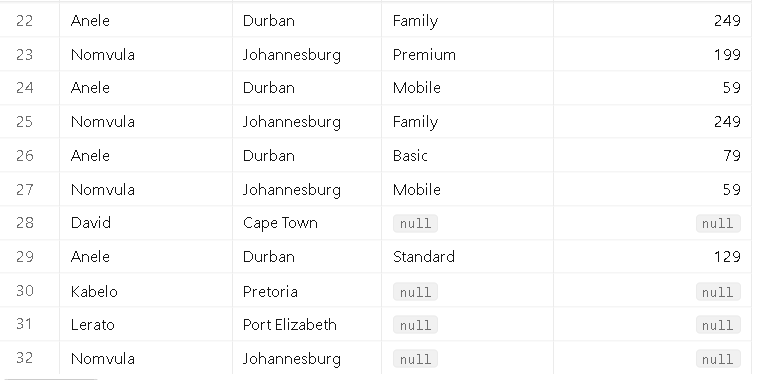 22 Anele Durban Family 249
23 Nomvula Johannesburg Premium 199
24 Anele Durban Mobile 59
25 Nomvula Johannesburg Family 249
26 Anele Durban Basic 79
27 Nomvula Johannesburg Mobile 59
28 David Cape Town null null
29 Anele Durban Standard 129
30 Kabelo Pretoria null null
31 Lerato Port Elizabeth null null
32 Nomvula Johannesburg null null